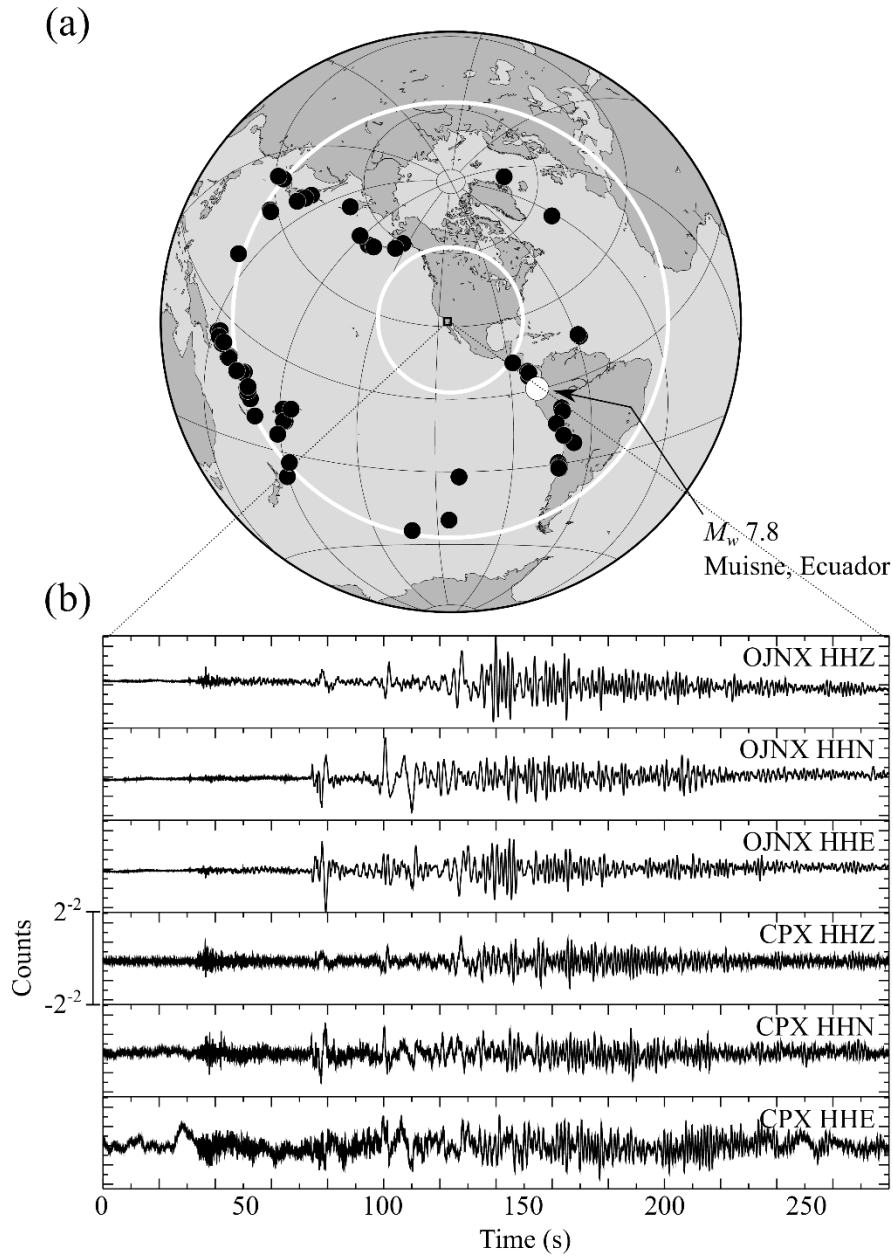 (a)
M_w 7.8
Muisne, Ecuador
(b)
OJNX HHZ
OJNX HHN
OJNX HHE
2^-2
CPX HHZ
Counts
-2^-2
CPX HHN
CPX HHE
0 50 100 150 200 250
Time (s)